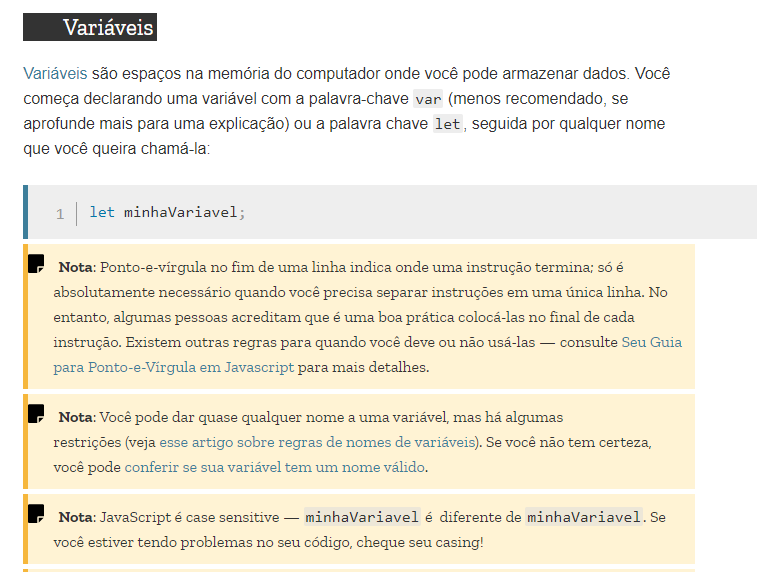 Variáveis
Variáveis são espaços na memória do computador onde você pode armazenar dados. Você
começa declarando uma variável com a palavra-chave var (menos recomendado, se
aprofunde mais para uma explicação) ou a palavra chave let, seguida por qualquer nome
que você queira chamá-la:
1 let minhaVariavel;
Nota: Ponto-e-vírgula no fim de uma linha indica onde uma instrução termina; só é
absolutamente necessário quando você precisa separar instruções em uma única linha. No
entanto, algumas pessoas acreditam que é uma boa prática colocá-las no final de cada
instrução. Existem outras regras para quando você deve ou não usá-las — consulte Seu Guia
para Ponto-e-Vírgula em Javascript para mais detalhes.
Nota: Você pode dar quase qualquer nome a uma variável, mas há algumas
restrições (veja esse artigo sobre regras de nomes de variáveis). Se você não tem certeza,
você pode conferir se sua variável tem um nome válido.
Nota: JavaScript é case sensitive — minhaVariavel é diferente de minhaVariavel. Se
você estiver tendo problemas no seu código, cheque seu casing!